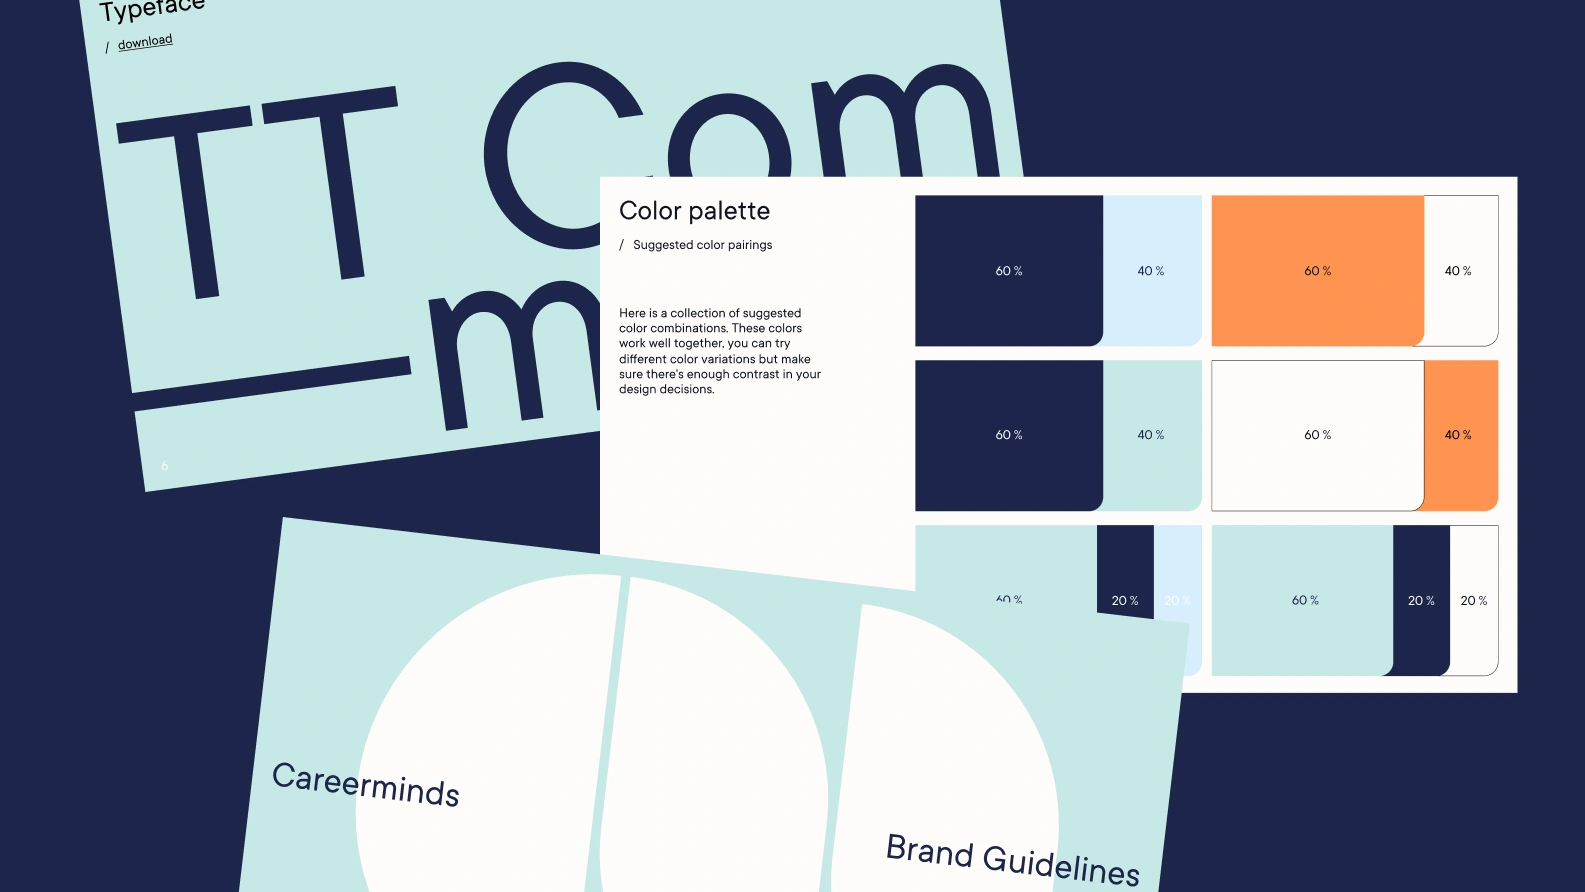 Typeface
/ download
TT Com
m
6
Color palette
/ Suggested color pairings
Here is a collection of suggested
color combinations. These colors
work well together, you can try
different color variations but make
sure there's enough contrast in your
design decisions.
60 % 40 % 60 % 40 %
60 % 40 % 60 % 40 %
60 % 20 % 20 % 60 % 20 % 20 %
Careerminds
Brand Guidelines